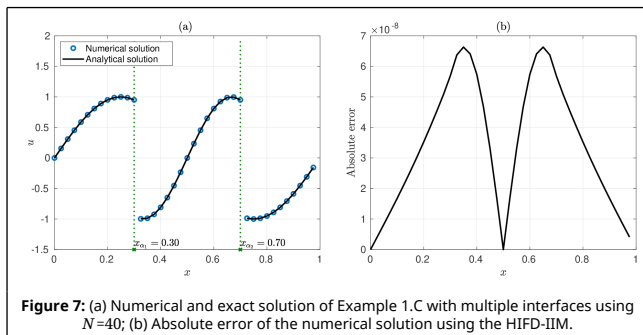 (a)
2
1.5
1
0.5
0
-0.5
-1
-1.5
u
Numerical solution
Analytical solution
x_{α₁} = 0.30
x_{α₂} = 0.70
0 0.2 0.4 0.6 0.8 1
x
(b)
×10⁻⁸
7
6
5
4
3
2
1
0
Absolute error
0 0.2 0.4 0.6 0.8 1
x
Figure 7: (a) Numerical and exact solution of Example 1.C with multiple interfaces using
N=40; (b) Absolute error of the numerical solution using the HIFD-IIM.